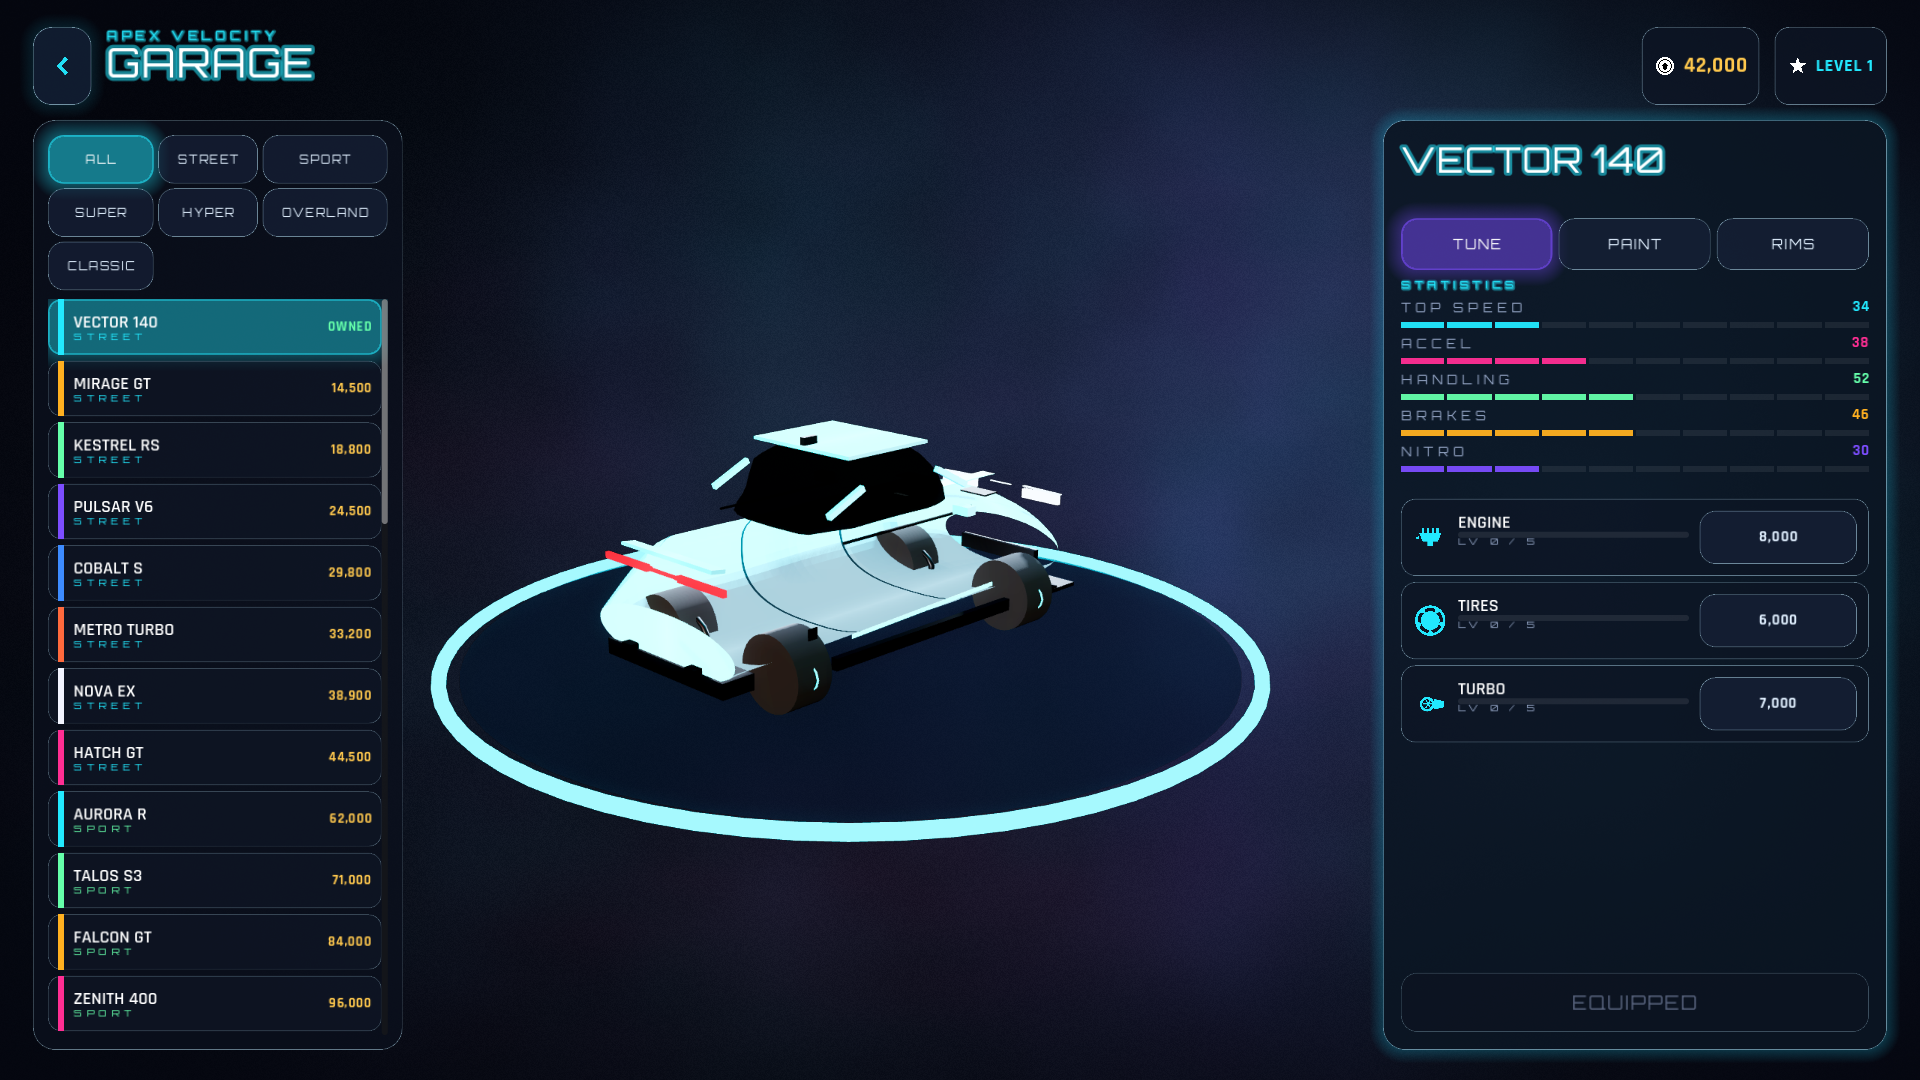 APEX VELOCITY
GARAGE
42,000
LEVEL 1
ALL
STREET
SPORT
SUPER
HYPER
OVERLAND
CLASSIC
VECTOR 140
STREET
OWNED
MIRAGE GT
STREET
14,500
KESTREL RS
STREET
18,800
PULSAR V6
STREET
24,500
COBALT S
STREET
29,800
METRO TURBO
STREET
33,200
NOVA EX
STREET
38,900
HATCH GT
STREET
44,500
AURORA R
SPORT
62,000
TALOS S3
SPORT
71,000
FALCON GT
SPORT
84,000
ZENITH 400
SPORT
96,000
VECTOR 140
TUNE
PAINT
RIMS
STATISTICS
TOP SPEED 34
ACCEL 38
HANDLING 52
BRAKES 46
NITRO 30
ENGINE
LV 0 / 5
8,000
TIRES
LV 0 / 5
6,000
TURBO
LV 0 / 5
7,000
EQUIPPED